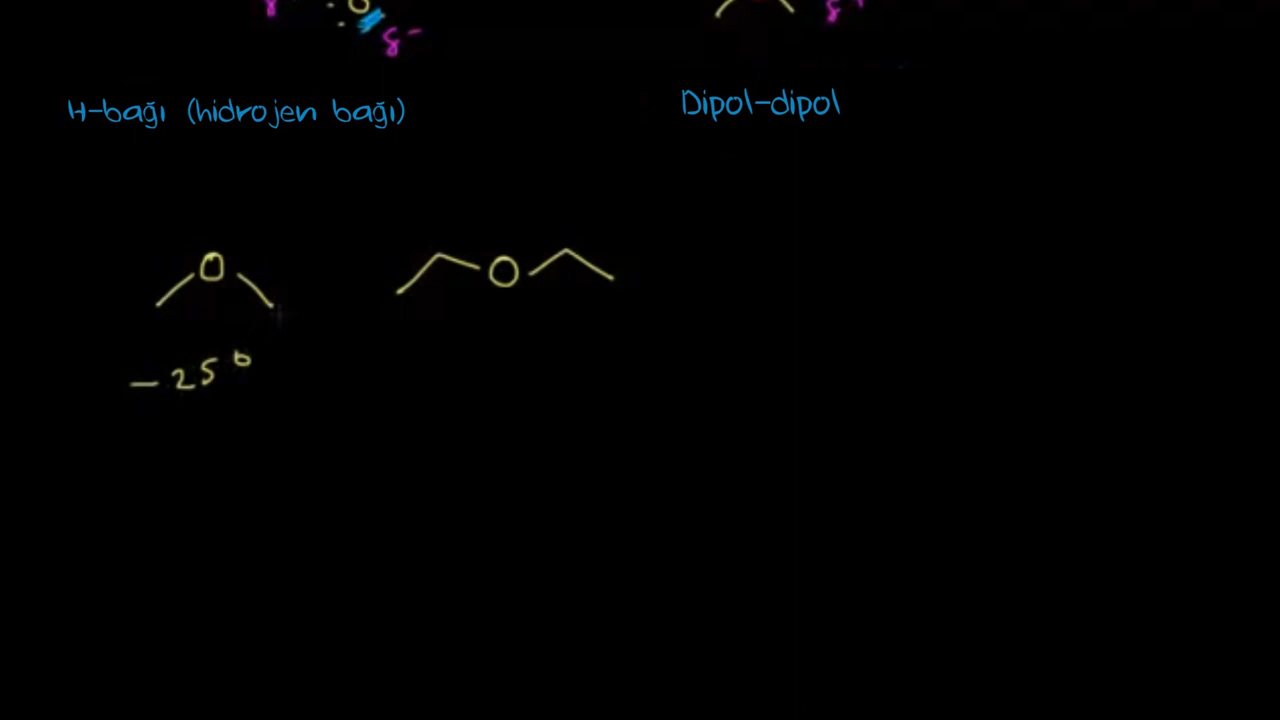 δ- O δ- δ+
H-bağı (hidrojen bağı) Dipol-dipol
O O
-25°